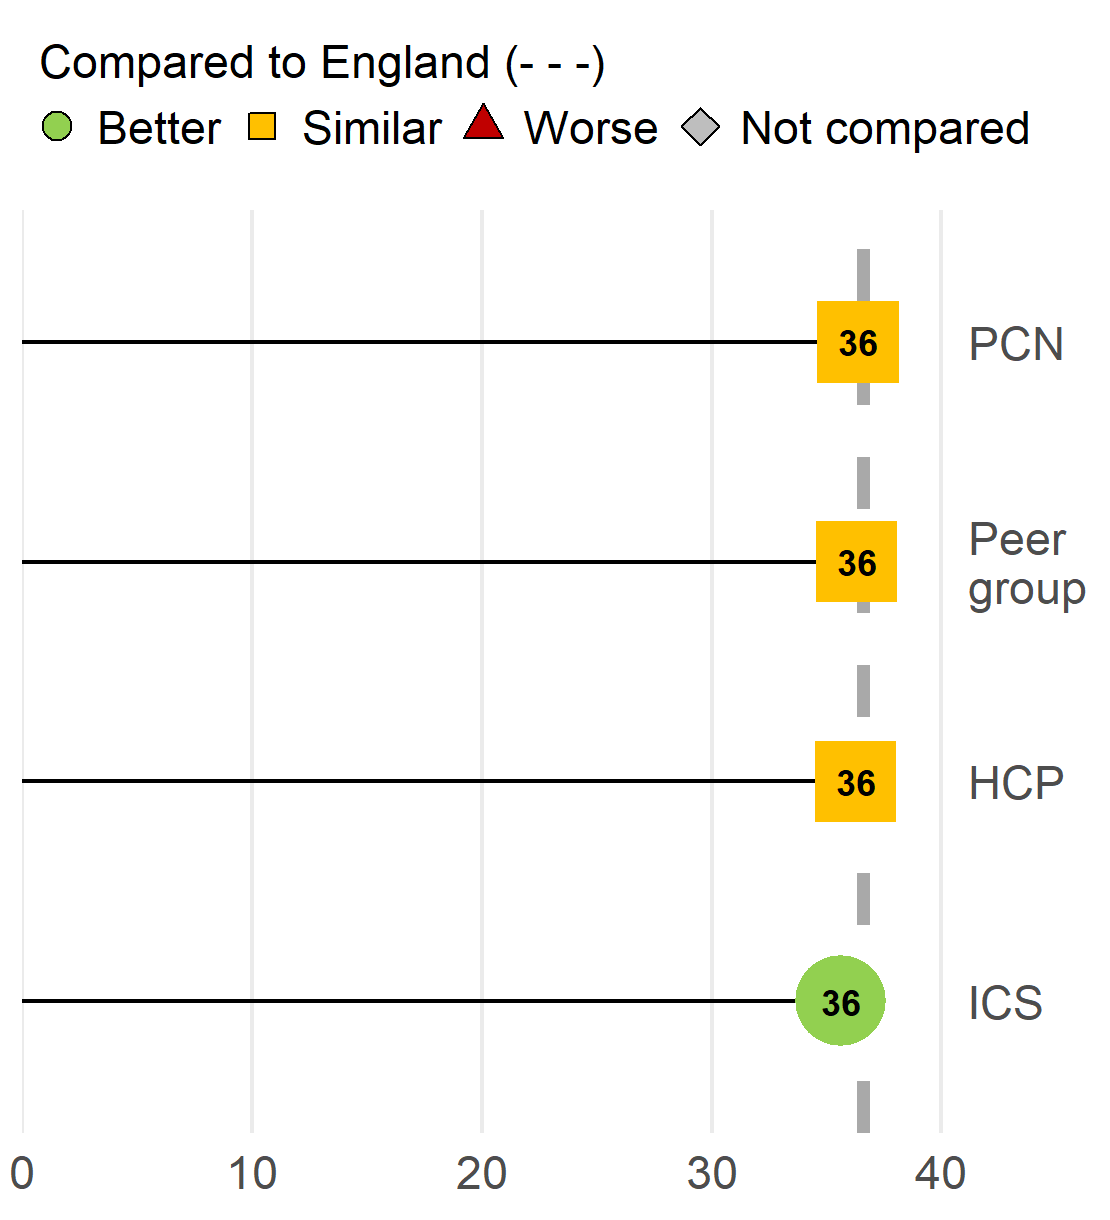 Compared to England (- - -)
Better Similar Worse Not compared
36 PCN
36 Peer
group
36 HCP
36 ICS
0 10 20 30 40